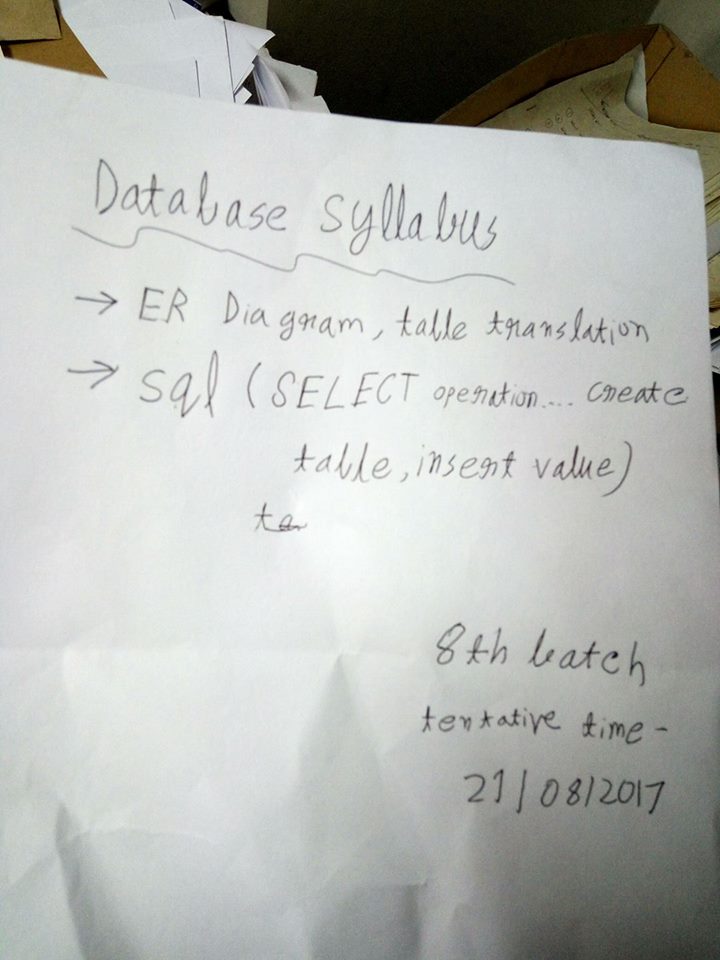 Database Syllabus
→ ER Diagram, table translation
→ sql (SELECT operation.... create
table, insert value)
ta
8th batch
tentative time -
21/08/2017